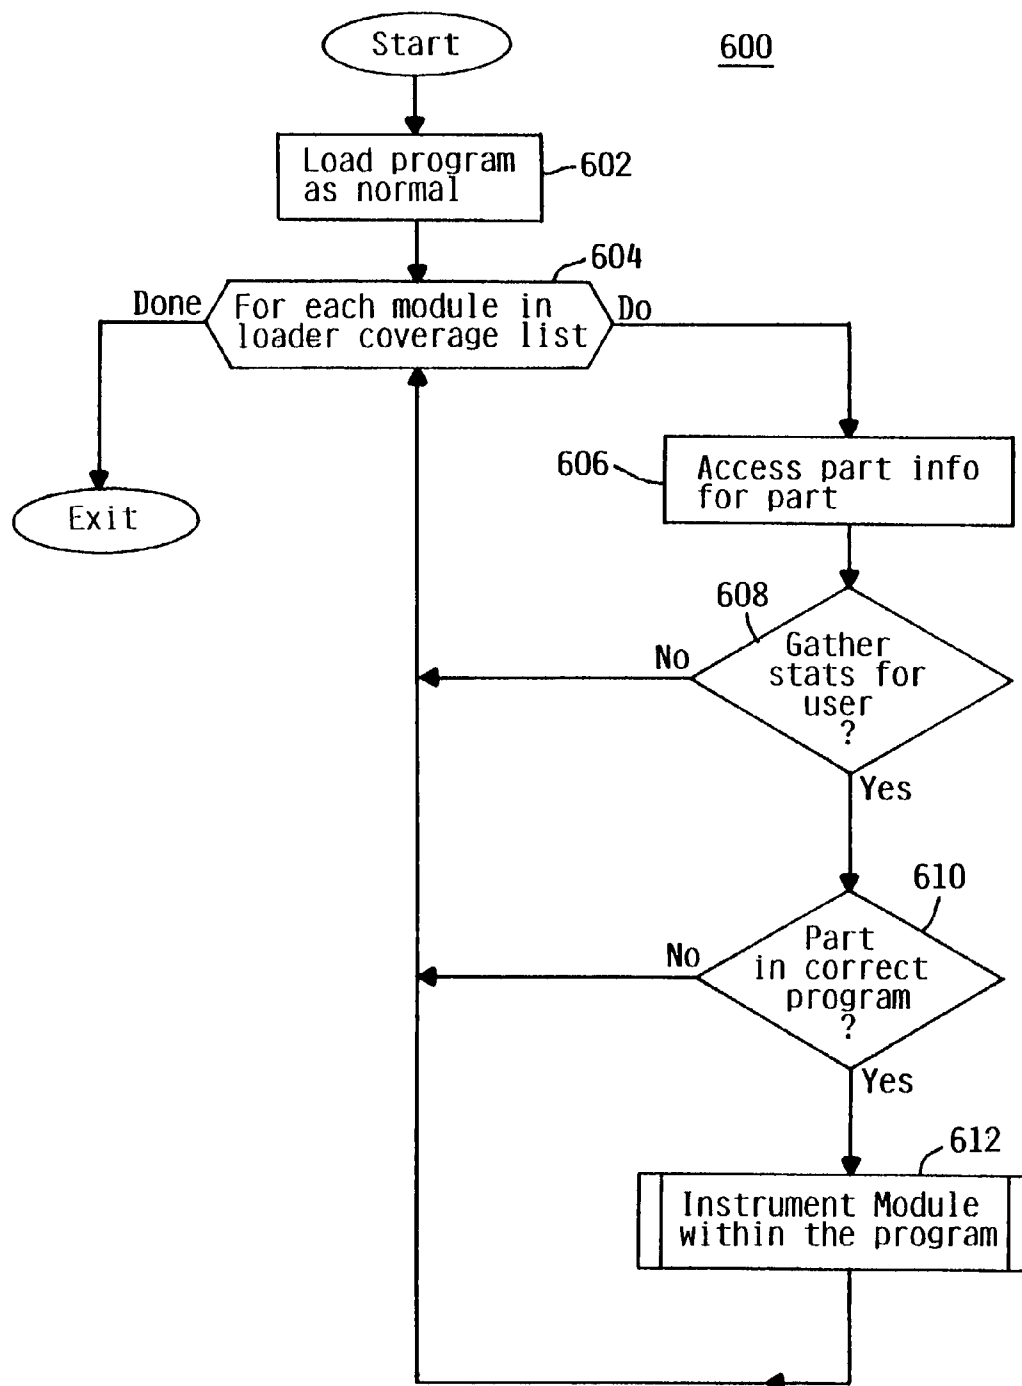 Start
600
Load program
as normal
602
604
Done
For each module in
loader coverage list
Do
606
Access part info
for part
Exit
608
Gather
stats for
user
?
No
Yes
610
Part
in correct
program
?
No
Yes
612
Instrument Module
within the program